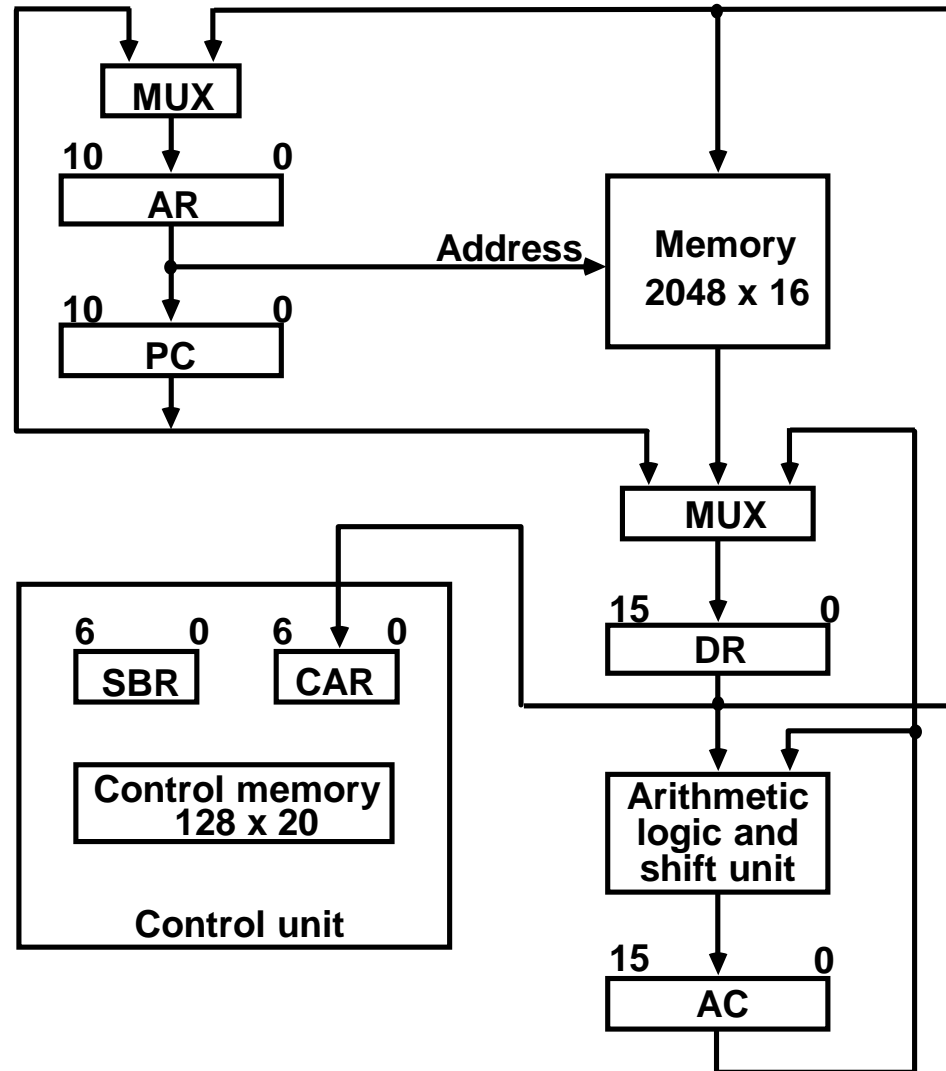 MUX
10 0
AR
Address
Memory
2048 x 16
10 0
PC
MUX
15 0
DR
6 0 6 0
SBR CAR
Control memory
128 x 20
Control unit
Arithmetic
logic and
shift unit
15 0
AC